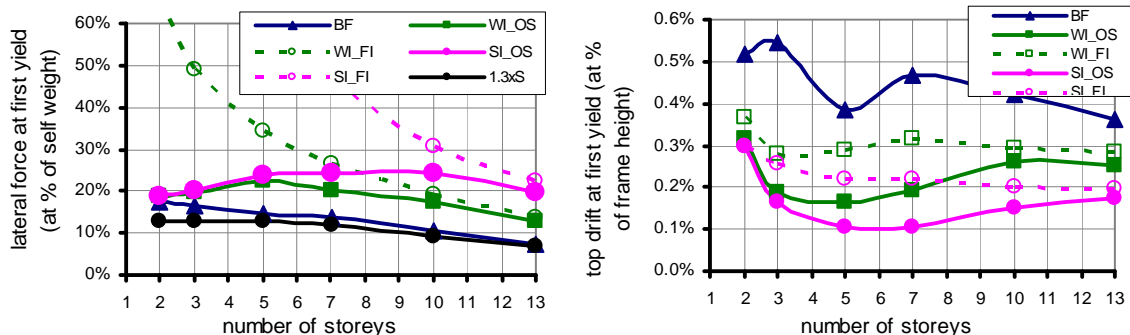 lateral force at first yield
(at % of self weight)
60%
50%
40%
30%
20%
10%
0%
BF
WI_OS
WI_FI
SI_OS
SI_FI
1.3xS
1 2 3 4 5 6 7 8 9 10 11 12 13
number of storeys
top drift at first yield (at %
of frame height)
0.6%
0.5%
0.4%
0.3%
0.2%
0.1%
0.0%
BF
WI_OS
WI_FI
SI_OS
SI_FI
1 2 3 4 5 6 7 8 9 10 11 12 13
number of storeys